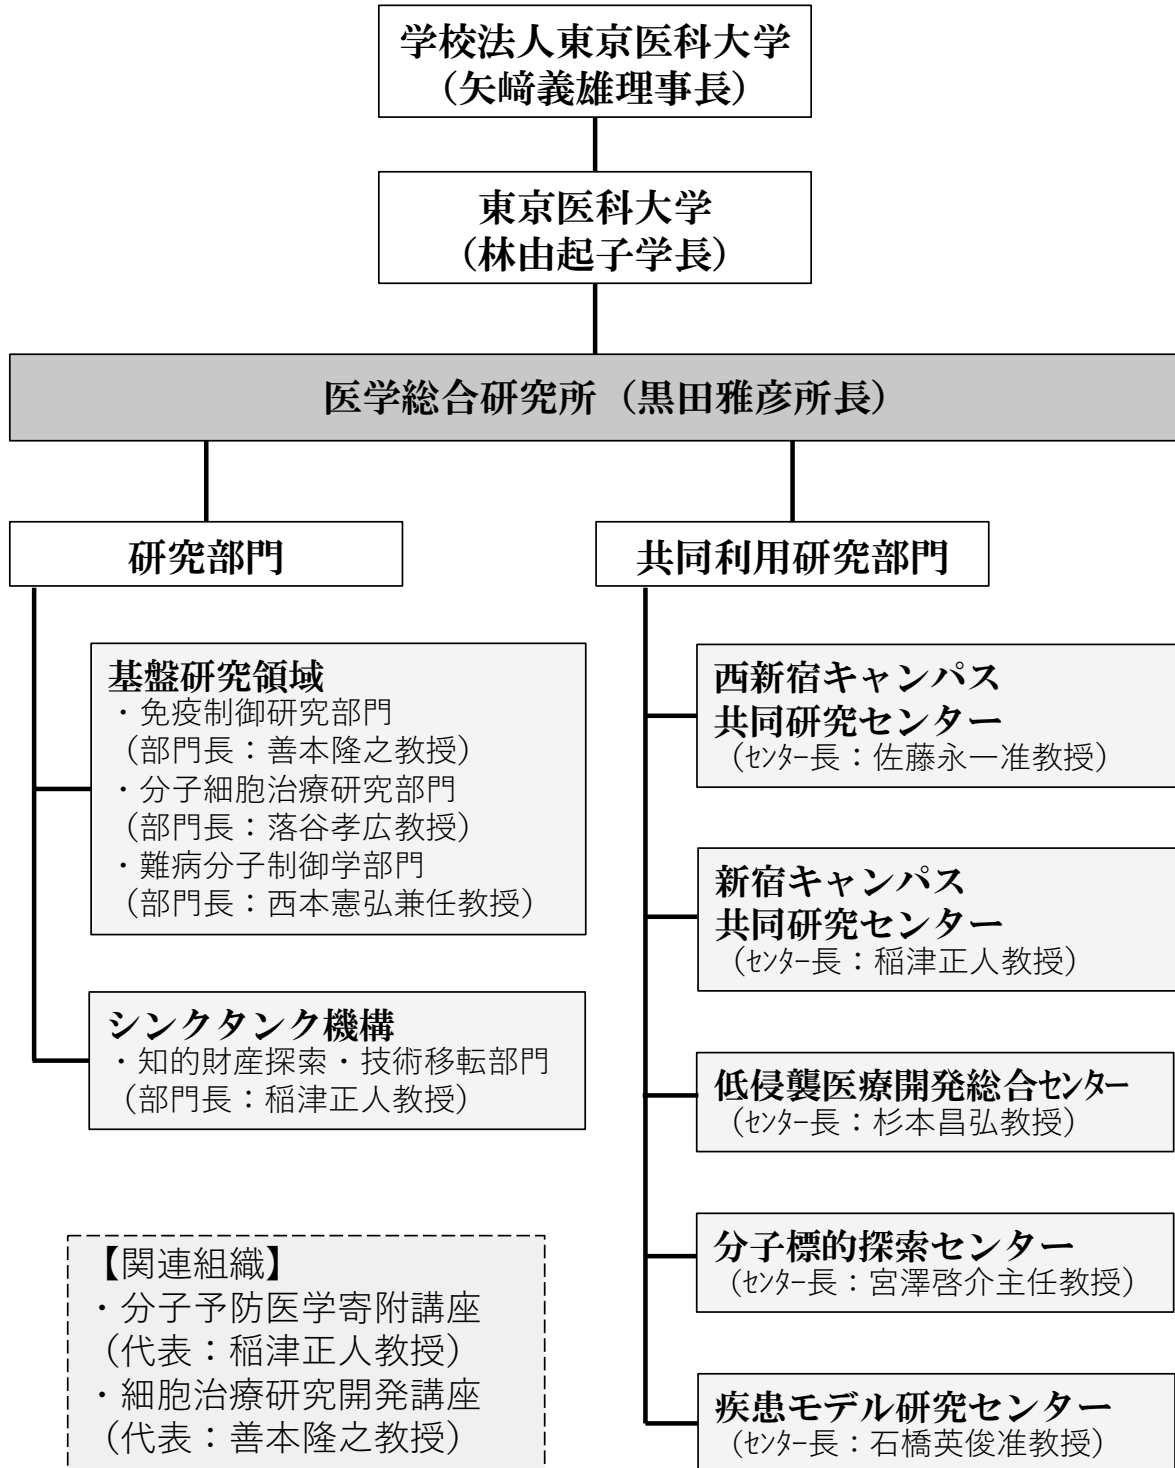 学校法人東京医科大学
（矢﨑義雄理事長）
東京医科大学
（林由起子学長）
医学総合研究所（黒田雅彦所長）
研究部門
基盤研究領域
・免疫制御研究部門
（部門長：善本隆之教授）
・分子細胞治療研究部門
（部門長：落谷孝広教授）
・難病分子制御学部門
（部門長：西本憲弘兼任教授）
シンクタンク機構
・知的財産探索・技術移転部門
（部門長：稲津正人教授）
【関連組織】
・分子予防医学寄附講座
（代表：稲津正人教授）
・細胞治療研究開発講座
（代表：善本隆之教授）
共同利用研究部門
西新宿キャンパス
共同研究センター
（ｾﾝﾀｰ長：佐藤永一准教授）
新宿キャンパス
共同研究センター
（ｾﾝﾀｰ長：稲津正人教授）
低侵襲医療開発総合ｾﾝﾀｰ
（ｾﾝﾀｰ長：杉本昌弘教授）
分子標的探索センター
（ｾﾝﾀｰ長：宮澤啓介主任教授）
疾患モデル研究センター
（ｾﾝﾀｰ長：石橋英俊准教授）